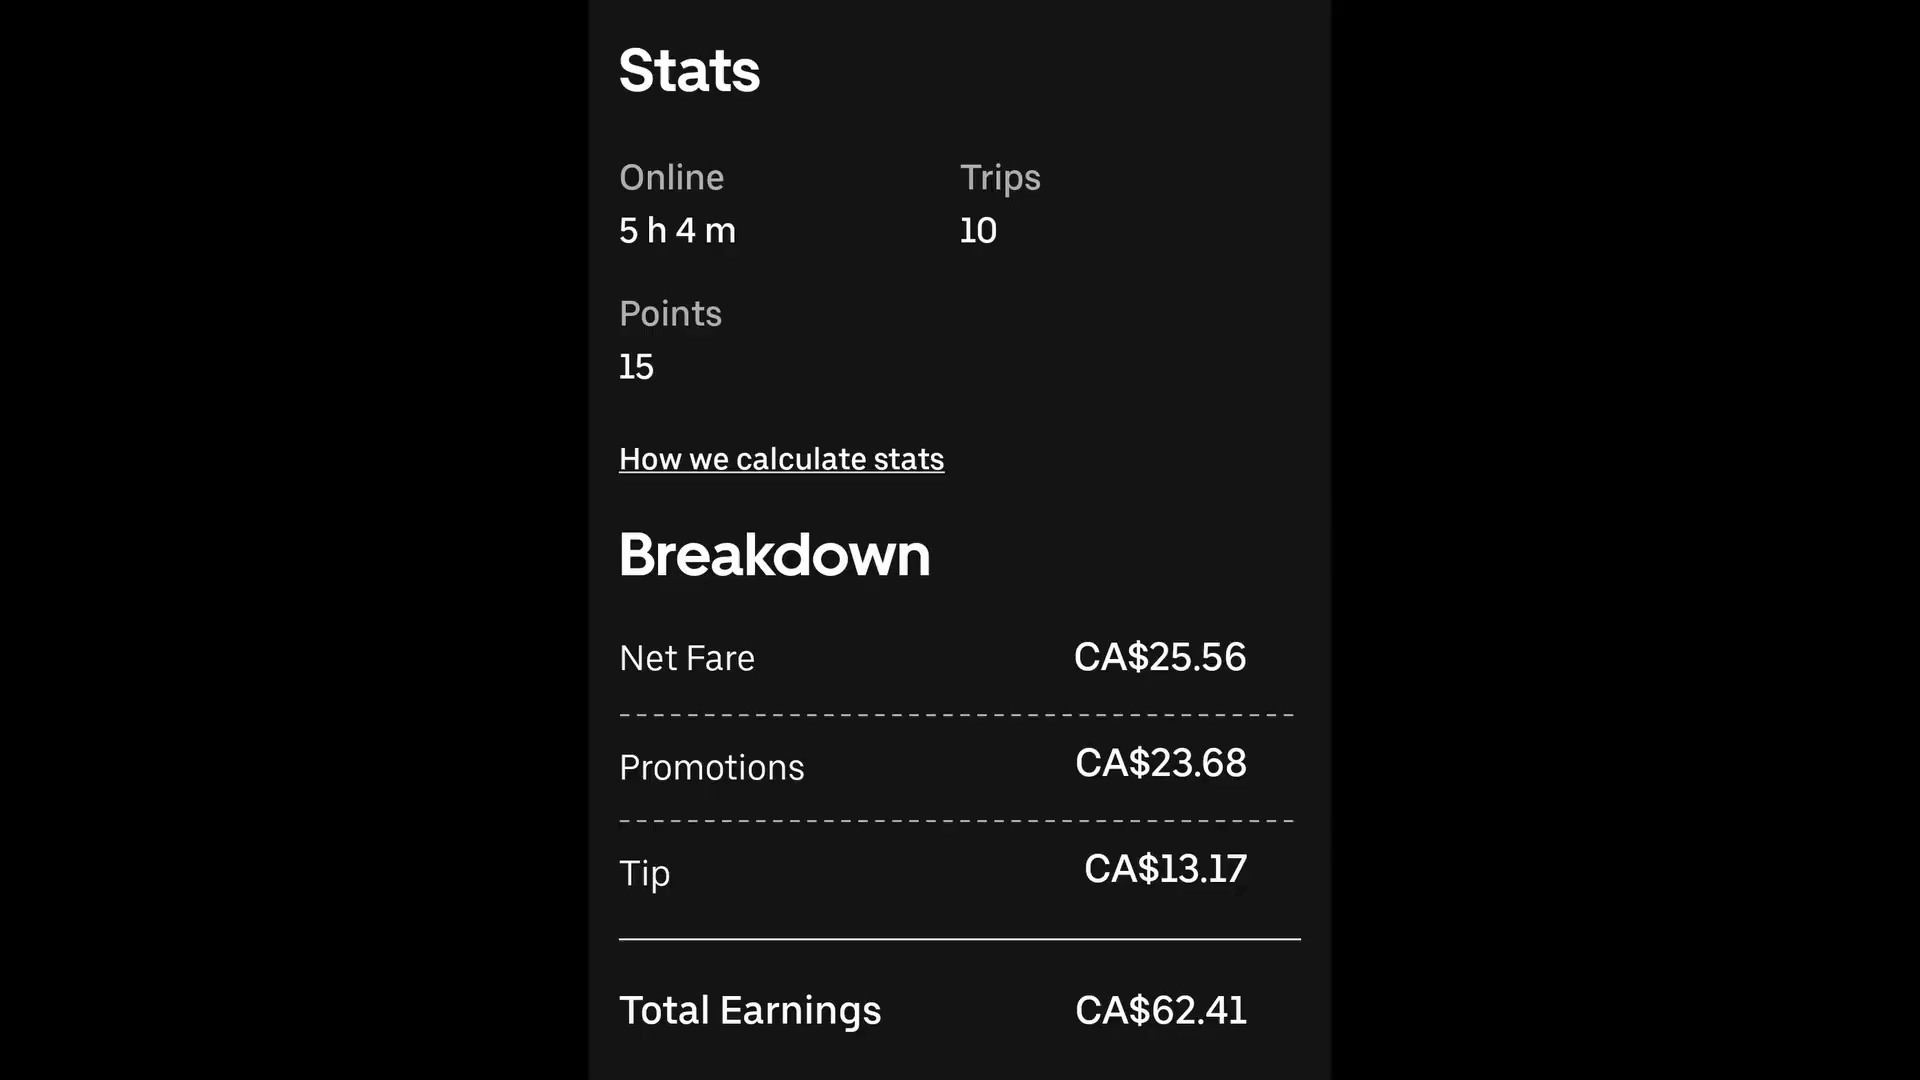 Stats
Online Trips
5 h 4 m 10
Points
15
How we calculate stats
Breakdown
Net Fare CA$25.56
Promotions CA$23.68
Tip CA$13.17
Total Earnings CA$62.41